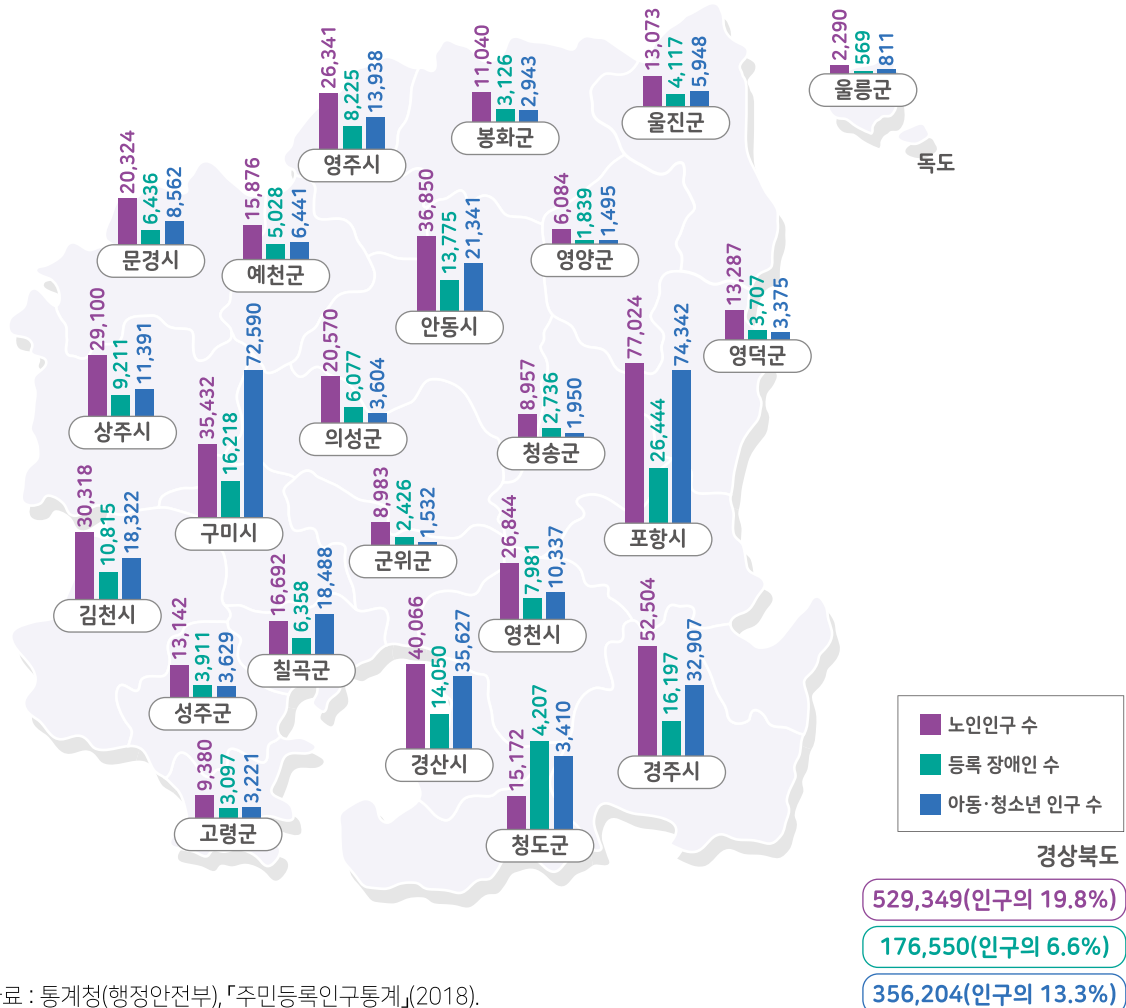 2,290
569
811
울릉군
독도
13,073
4,117
5,948
울진군
11,040
3,126
2,943
봉화군
26,341
8,225
13,938
영주시
20,324
6,436
8,562
문경시
15,876
5,028
6,441
예천군
36,850
13,775
21,341
안동시
6,084
1,839
1,495
영양군
13,287
3,707
3,375
영덕군
29,100
9,211
11,391
상주시
35,432
16,218
72,590
구미시
20,570
6,077
3,604
의성군
8,957
2,736
1,950
청송군
77,024
26,444
74,342
포항시
30,318
10,815
18,322
김천시
8,983
2,426
1,532
군위군
26,844
7,981
10,337
영천시
16,692
6,358
18,488
칠곡군
13,142
3,911
3,629
성주군
40,066
14,050
35,627
경산시
52,504
16,197
32,907
경주시
15,172
4,207
3,410
청도군
9,380
3,097
3,221
고령군
노인인구 수
등록 장애인 수
아동·청소년 인구 수
경상북도
529,349(인구의 19.8%)
176,550(인구의 6.6%)
356,204(인구의 13.3%)
료 : 통계청(행정안전부),「주민등록인구통계」(2018).